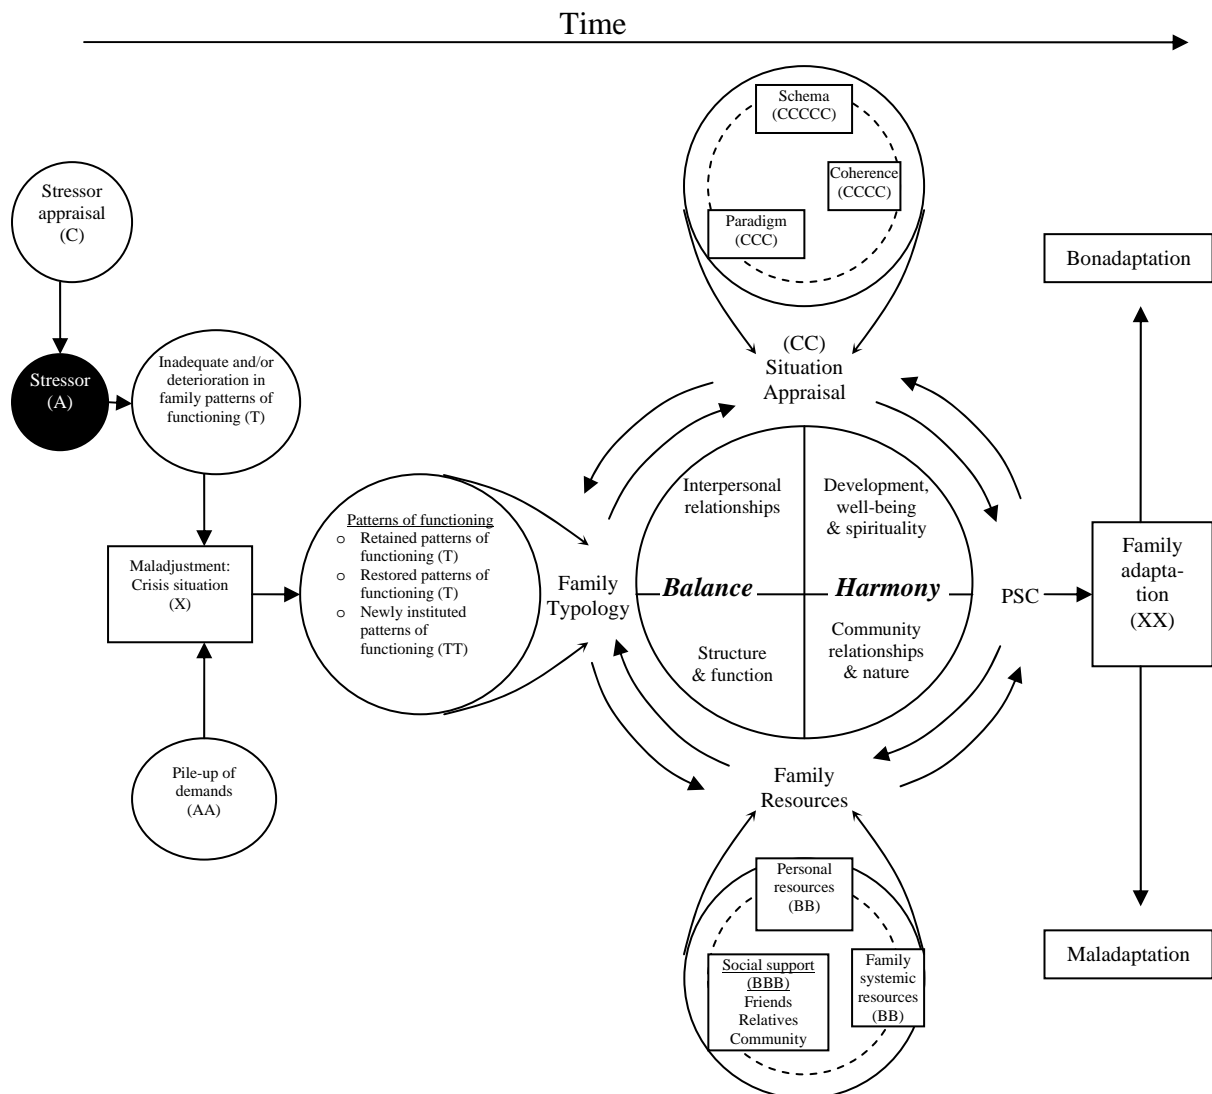 Time
Schema
(CCCCC)
Coherence
(CCCC)
Paradigm
(CCC)
Stressor
appraisal
(C)
Bonadaptation
Stressor
(A)
Inadequate and/or
deterioration in
family patterns of
functioning (T)
(CC)
Situation
Appraisal
Interpersonal
relationships
Development,
well-being
& spirituality
Patterns of functioning
o Retained patterns of
functioning (T)
o Restored patterns of
functioning (T)
o Newly instituted
patterns of
functioning (TT)
Maladjustment:
Crisis situation
(X)
Family
Typology
Balance
Harmony
PSC
Family
adapta-
tion
(XX)
Structure
& function
Community
relationships
& nature
Pile-up of
demands
(AA)
Family
Resources
Personal
resources
(BB)
Social support
(BBB)
Friends
Relatives
Community
Family
systemic
resources
(BB)
Maladaptation